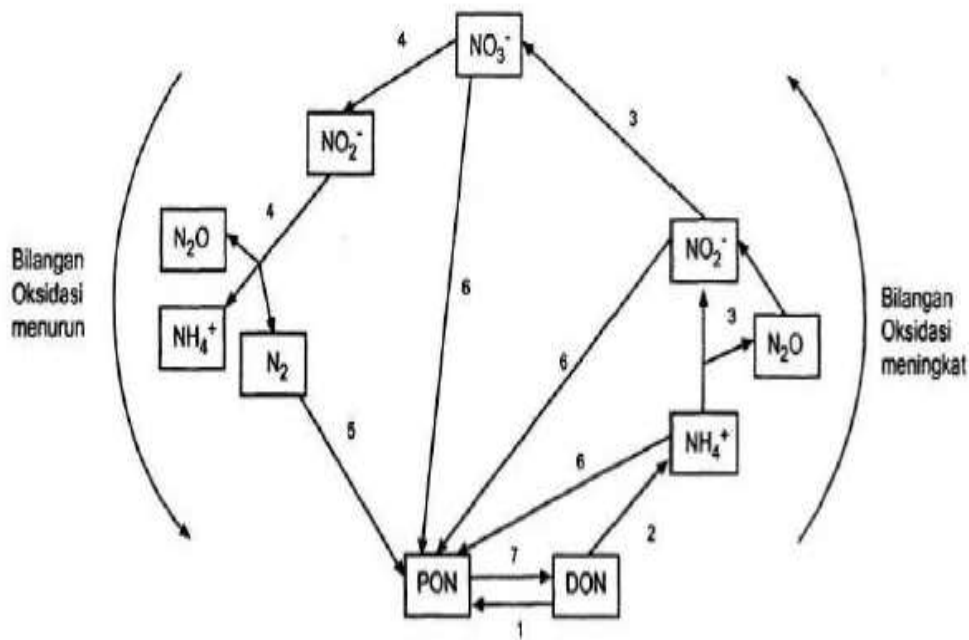 4
NO₃⁻
3
NO₂⁻
4
N₂O
NO₂⁻
Bilangan
Oksidasi
menurun
6
Bilangan
Oksidasi
meningkat
NH₄⁺
N₂
3
N₂O
6
5
6
NH₄⁺
2
PON
7
DON
1